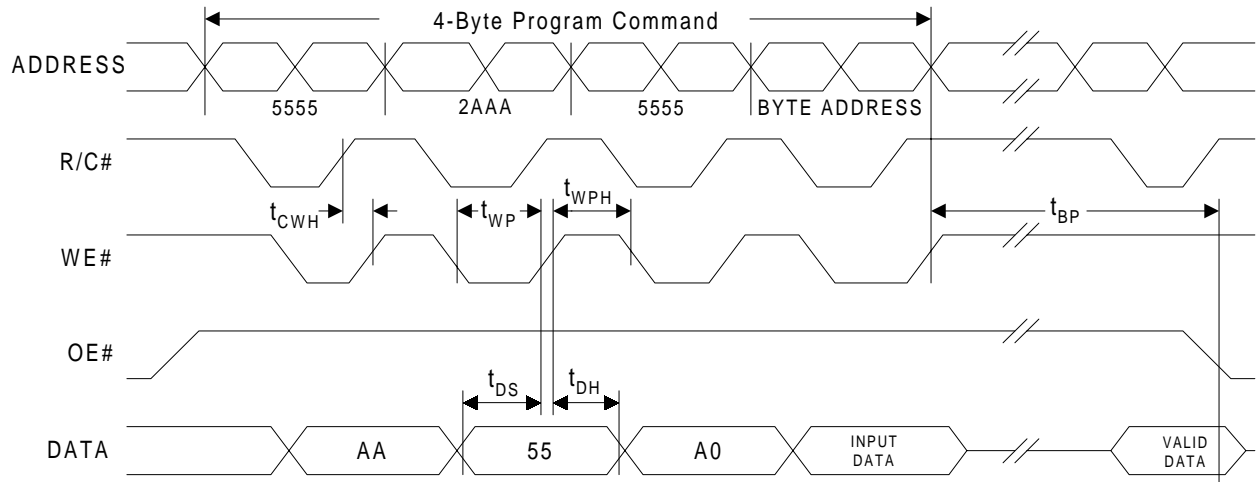 4-Byte Program Command
ADDRESS
5555
2AAA
5555
BYTE ADDRESS
R/C#
tCWH
tWP
tWPH
tBP
WE#
OE#
tDS
tDH
DATA
AA
55
A0
INPUT
DATA
VALID
DATA